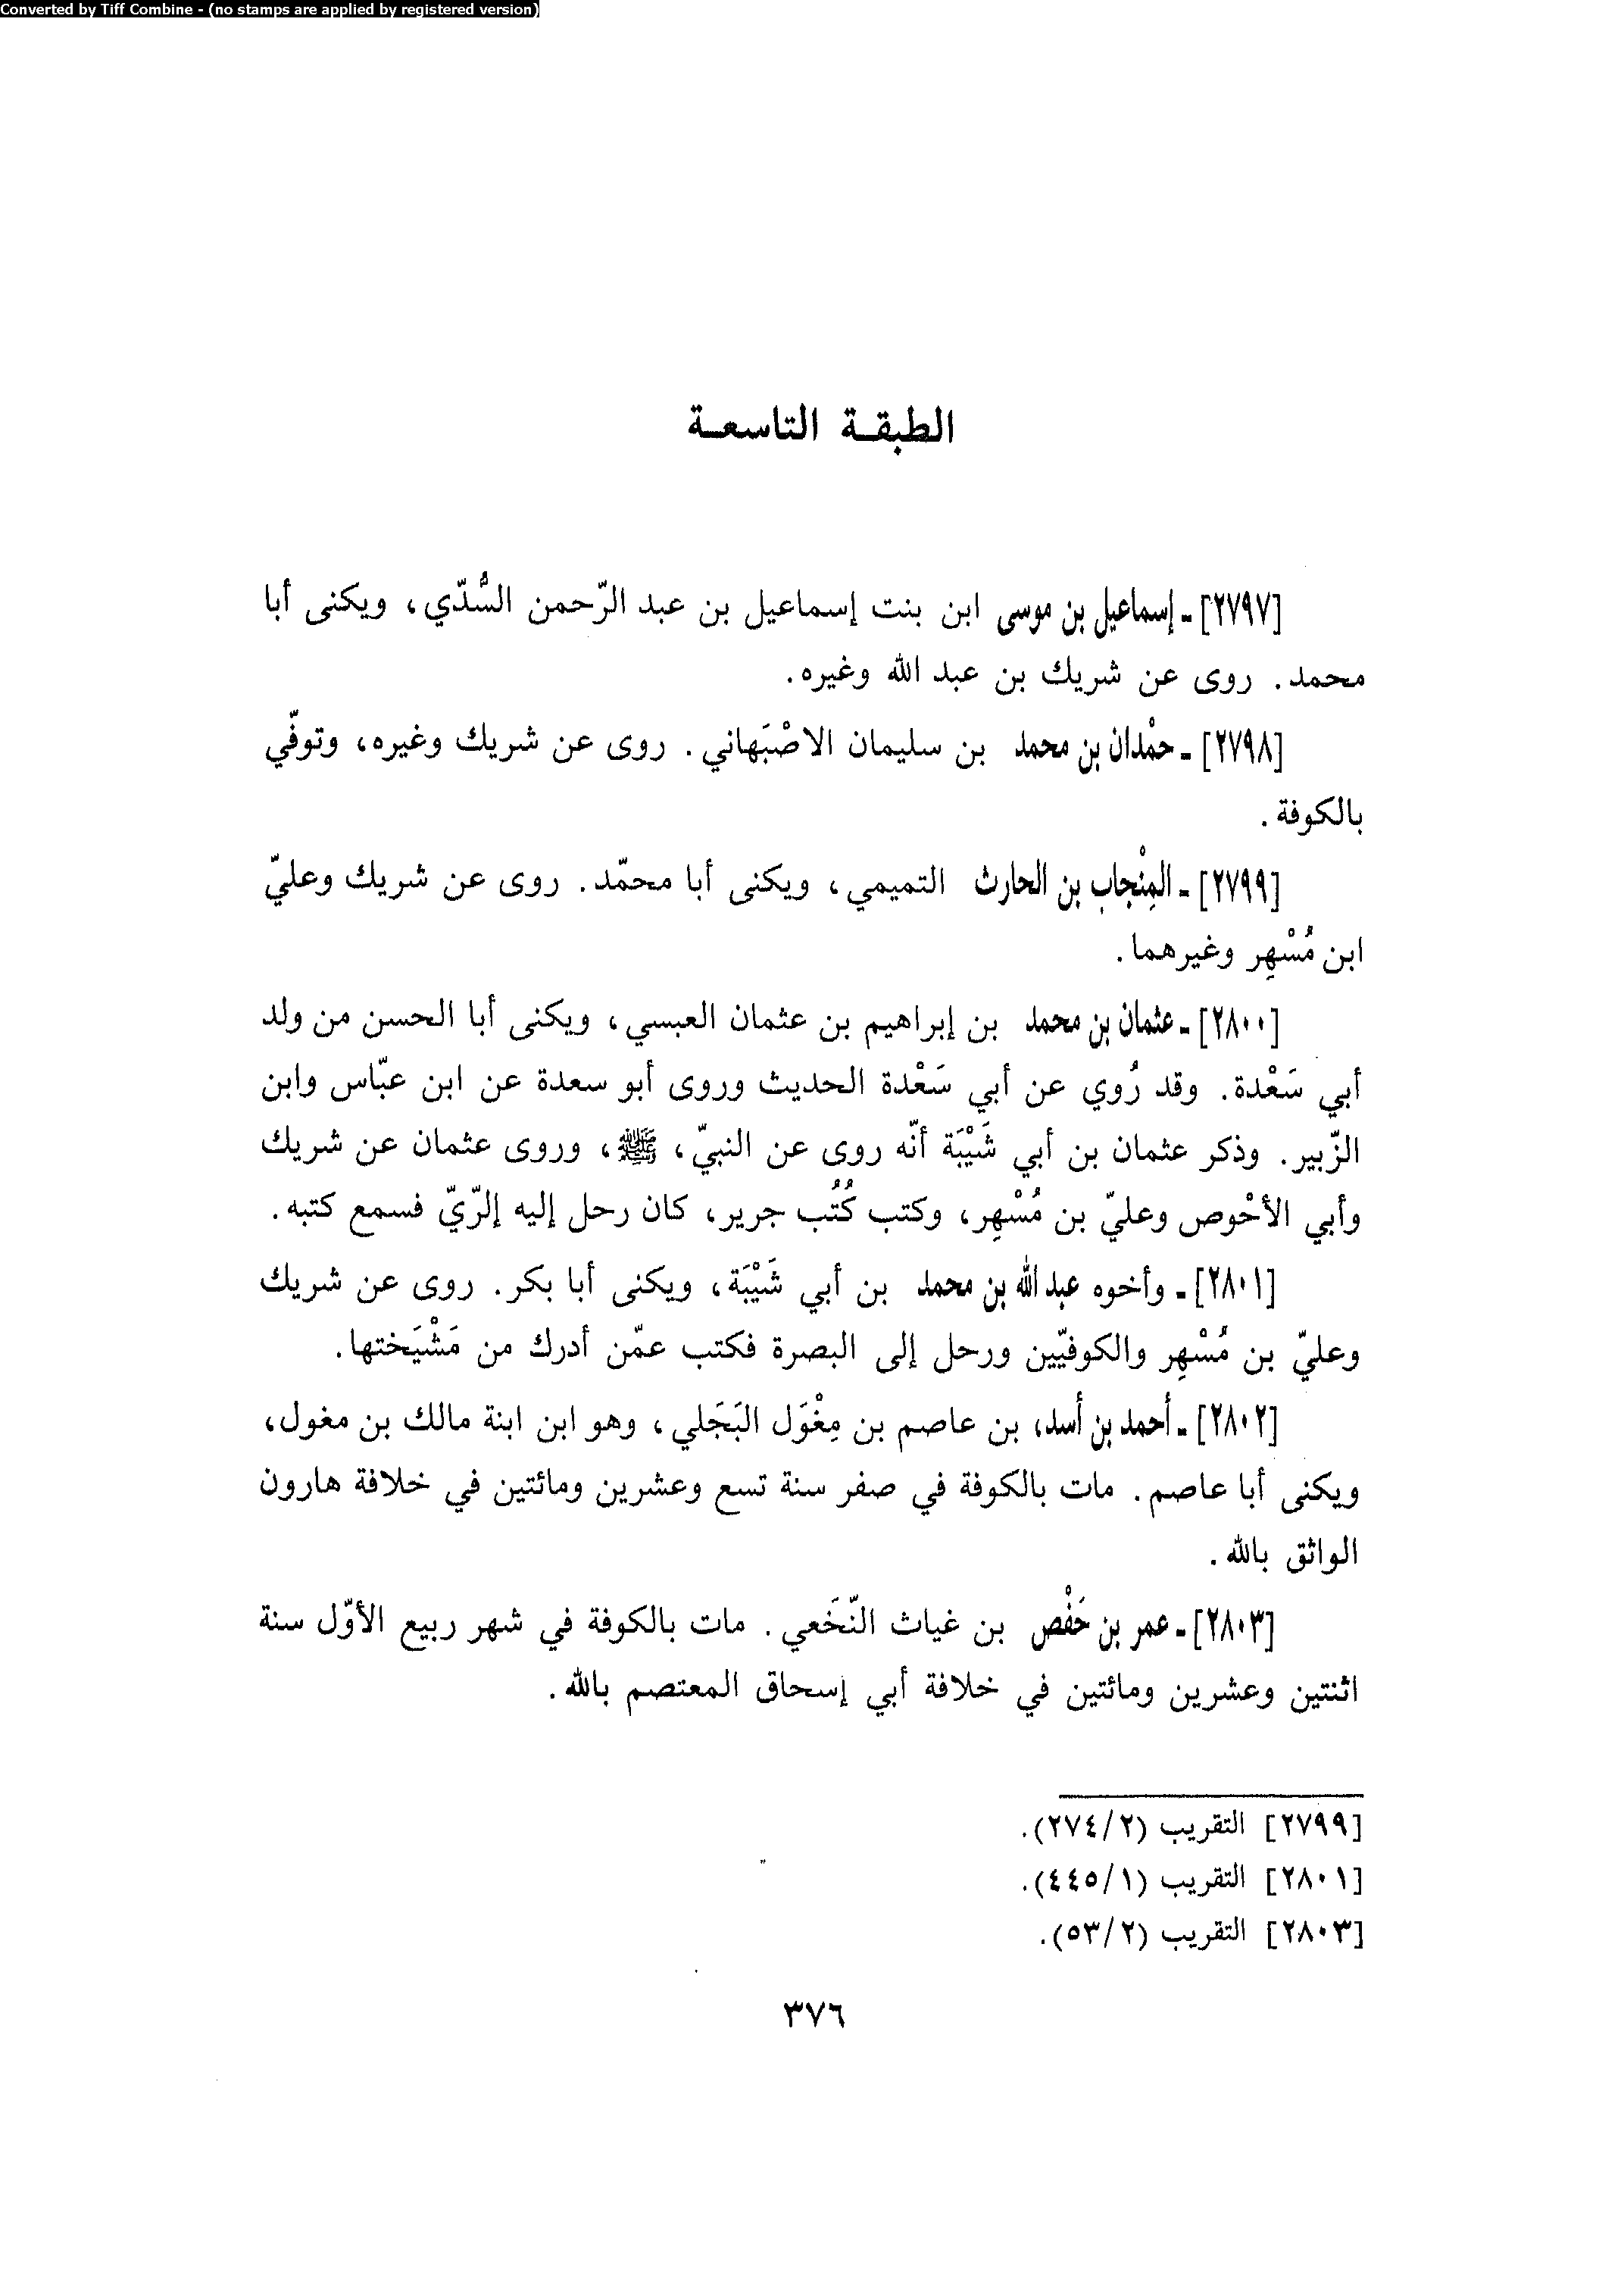 Converted by Tiff Combine - (no stamps are applied by registered version)
الطبقة التاسعة
[٢٧٩٧] - إسماعيل بن موسى ابن بنت إسماعيل بن عبد الرّحمن السُّدّي، ويكنى أبا
محمد. روى عن شريك بن عبد الله وغيره.
[٢٧٩٨] - حمْدان بن محمد بن سليمان الاصْبَهاني. روى عن شريك وغيره، وتوفّي
بالكوفة.
[٢٧٩٩] - المِنْجاب بن الحارث التميمي، ويكنى أبا محمّد. روى عن شريك وعليّ
ابن مُسْهِر وغيرهما.
[٢٨٠٠] - عثمان بن محمد بن إبراهيم بن عثمان العبسي، ويكنى أبا الحسن من ولد
أبي سَعْدة. وقد رُوي عن أبي سَعْدة الحديث وروى أبو سعدة عن ابن عبّاس وابن
الزّبير. وذكر عثمان بن أبي شَيْبَة أنّه روى عن النبيّ، ﷺ، وروى عثمان عن شريك
وأبي الأحْوص وعليّ بن مُسْهِر، وكتب كُتُب جرير، كان رحل إليه إلرّيّ فسمع كتبه.
[٢٨٠١] - وأخوه عبد الله بن محمد بن أبي شَيْبَة، ويكنى أبا بكر. روى عن شريك
وعليّ بن مُسْهِر والكوفيّين ورحل إلى البصرة فكتب عمّن أدرك من مَشْيَختها.
[٢٨٠٢] - أحمد بن أسد، بن عاصم بن مِغْوَل البَجَلي، وهو ابن ابنة مالك بن مغول،
ويكنى أبا عاصم. مات بالكوفة في صفر سنة تسع وعشرين ومائتين في خلافة هارون
الواثق بالله.
[٢٨٠٣] - عمر بن حَفْص بن غياث النّخَعي. مات بالكوفة في شهر ربيع الأوّل سنة
اثنتين وعشرين ومائتين في خلافة أبي إسحاق المعتصم بالله.
[٢٧٩٩] التقريب (٢/ ٢٧٤).
[٢٨٠١] التقريب (١/ ٤٤٥).
[٢٨٠٣] التقريب (٢/ ٥٣).
٣٧٦